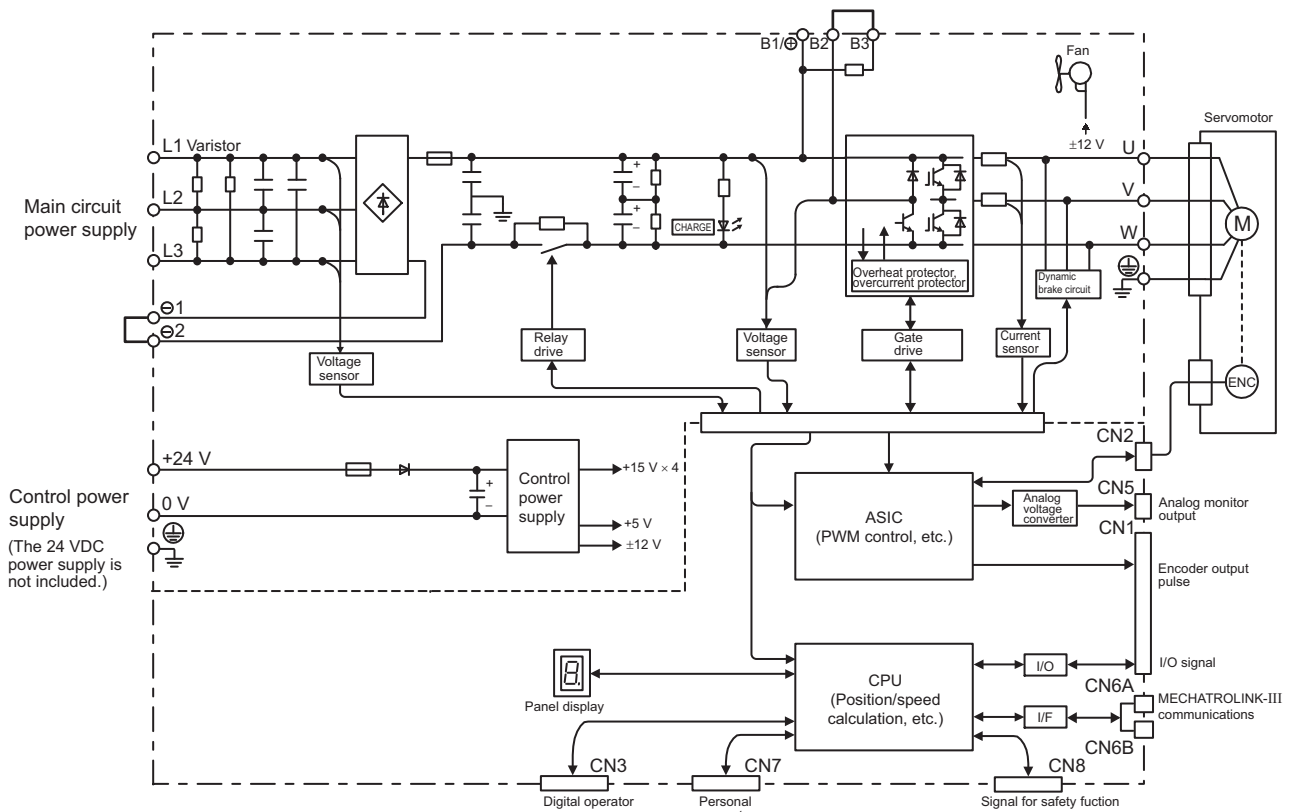 B1/⊕ B2 B3
Fan
±12 V
Servomotor
L1 Varistor
L2
L3
Main circuit
power supply
⊖1
⊖2
CHARGE
Overheat protector,
overcurrent protector
U
V
W
M
Dynamic
brake circuit
Voltage
sensor
Relay
drive
Voltage
sensor
Gate
drive
Current
sensor
ENC
+24 V
0 V
Control power
supply
(The 24 VDC
power supply is
not included.)
+
–
+
–
+
–
Control
power
supply
+15 V × 4
+5 V
±12 V
ASIC
(PWM control, etc.)
Analog
voltage
converter
CN2
CN5
Analog monitor
output
CN1
Encoder output
pulse
I/O signal
CPU
(Position/speed
calculation, etc.)
I/O
I/F
CN6A
MECHATROLINK-III
communications
CN6B
8.
Panel display
CN3
Digital operator
CN7
Personal
CN8
Signal for safety fuction